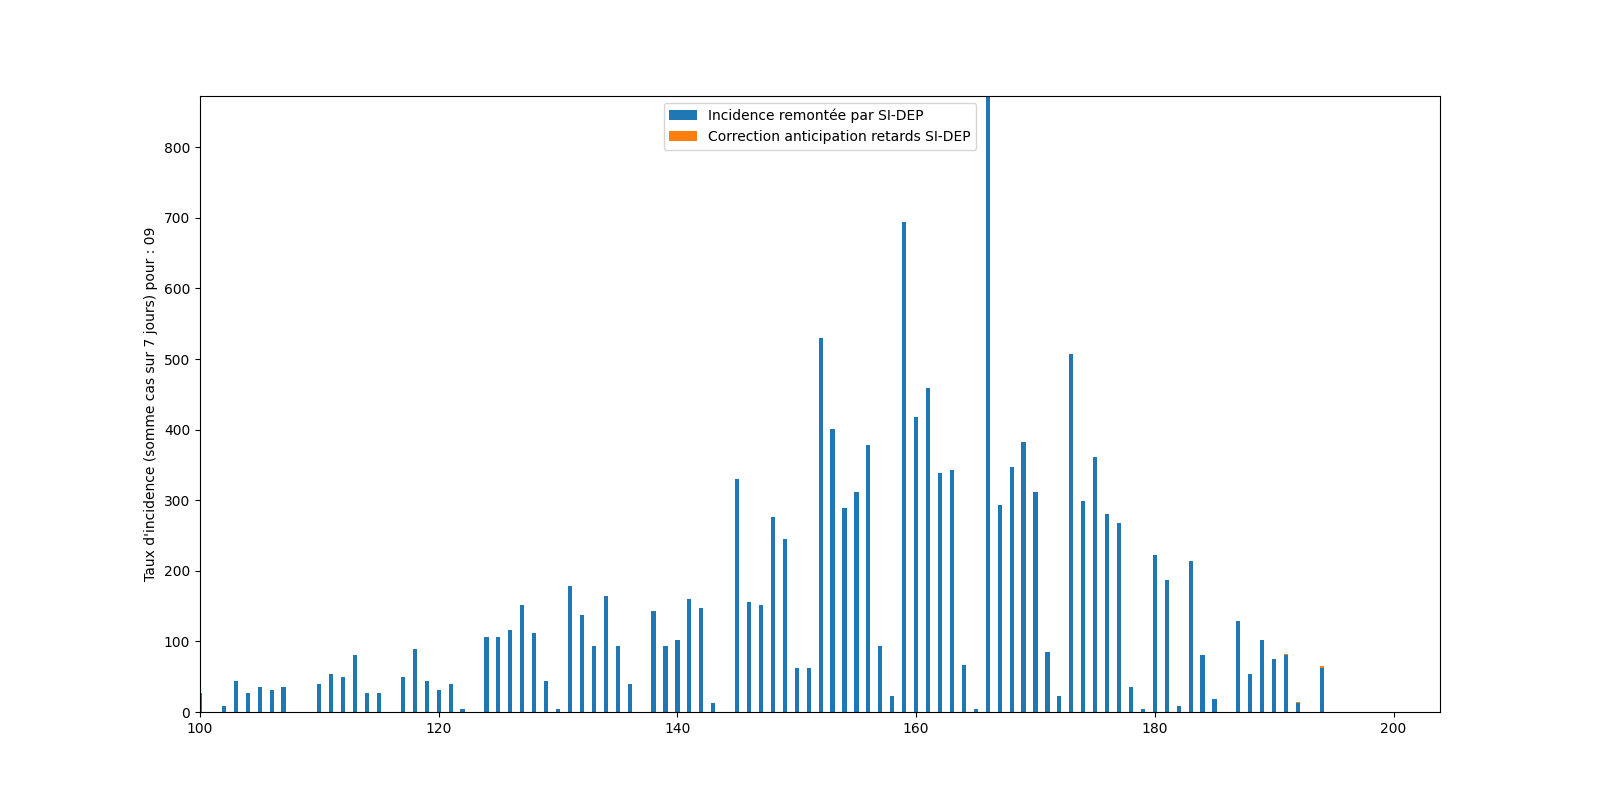 Incidence remontée par SI-DEP
Correction anticipation retards SI-DEP
Taux d'incidence (somme cas sur 7 jours) pour : 09
800
700
600
500
400
300
200
100
0
100 120 140 160 180 200